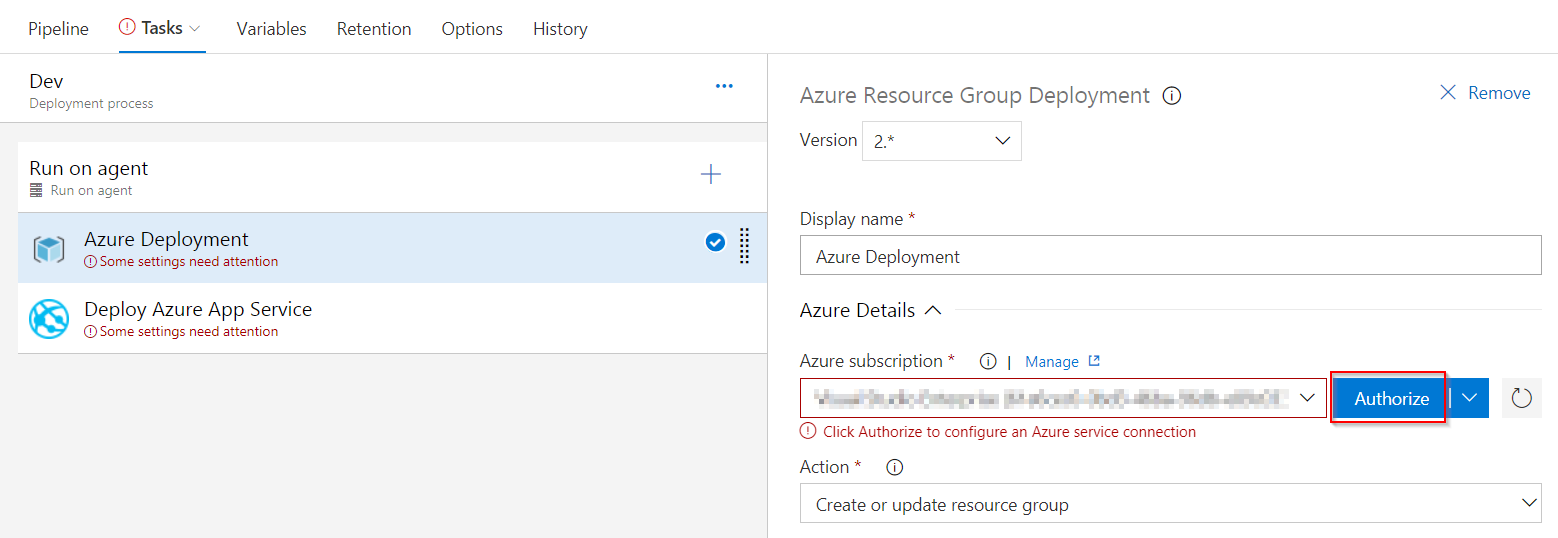 Pipeline Tasks Variables Retention Options History
Dev
Deployment process
Run on agent
Run on agent
Azure Deployment
Some settings need attention
Deploy Azure App Service
Some settings need attention
Azure Resource Group Deployment
Remove
Version 2.*
Display name *
Azure Deployment
Azure Details
Azure subscription * | Manage
Authorize
Click Authorize to configure an Azure service connection
Action *
Create or update resource group